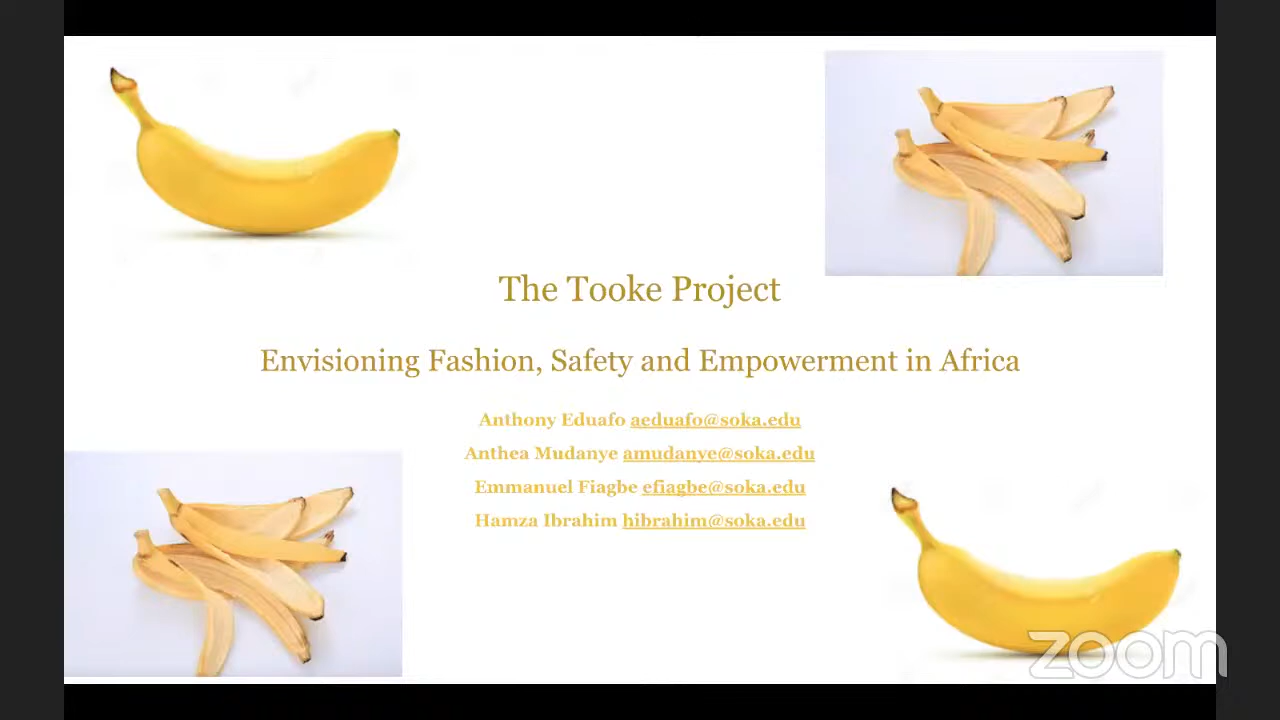 The Tooke Project
Envisioning Fashion, Safety and Empowerment in Africa
Anthony Eduafo aeduafo@soka.edu
Anthea Mudanye amudanye@soka.edu
Emmanuel Fiagbe efiagbe@soka.edu
Hamza Ibrahim hibrahim@soka.edu
zoom